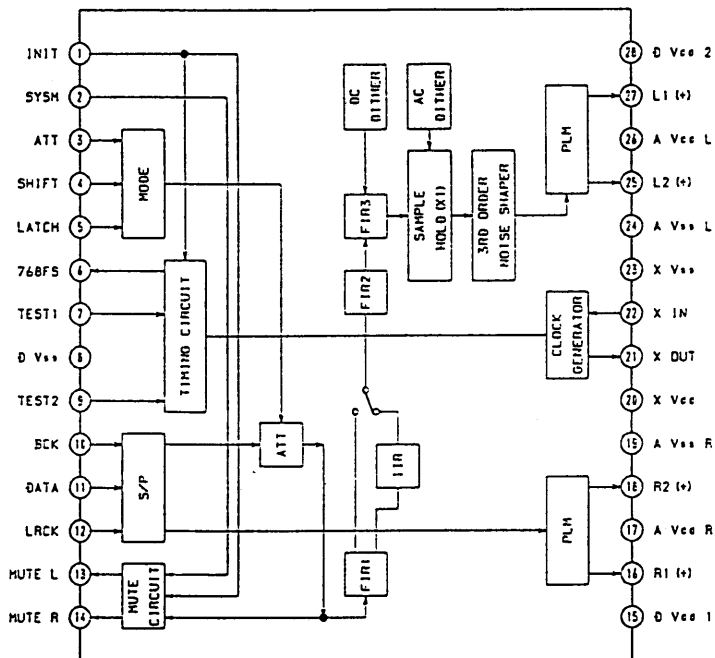 INIT 1
SYSM 2
ATT 3
SHIFT 4
LATCH 5
768FS 6
TEST1 7
D Vss 8
TEST2 9
BCK 10
DATA 11
LRCK 12
MUTE L 13
MUTE R 14
MODE
TIMING CIRCUIT
S/P
MUTE
CIRCUIT
ATT
DC
DITHER
AC
DITHER
FIR3
FIR2
SAMPLE
HOLD (X1)
3RD ORDER
NOISE SHAPER
PLM
CLOCK
GENERATOR
IIR
FIR1
PLM
28 D Vcc 2
27 L1 (+)
26 A Vcc L
25 L2 (+)
24 A Vss L
23 X Vss
22 X IN
21 X OUT
20 X Vcc
19 A Vss R
18 R2 (+)
17 A Vcc R
16 R1 (+)
15 D Vcc 1